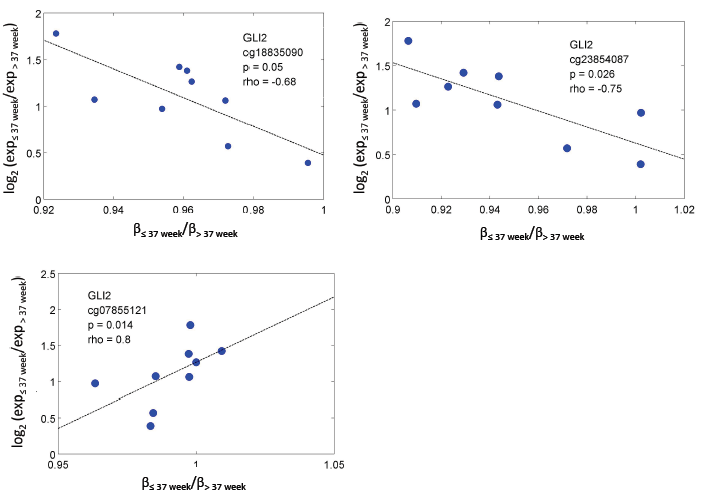 2
1.5
1
0.5
0
0.92
0.94
0.96
0.98
1
GLI2
cg18835090
p = 0.05
rho = -0.68
log2 (exp≤ 37 week/exp> 37 week)
β≤ 37 week/β> 37 week
2
1.5
1
0.5
0
0.9
0.92
0.94
0.96
0.98
1
1.02
GLI2
cg23854087
p = 0.026
rho = -0.75
log2 (exp≤ 37 week/exp> 37 week)
β≤ 37 week/β> 37 week
2.5
2
1.5
1
0.5
0
0.95
1
1.05
GLI2
cg07855121
p = 0.014
rho = 0.8
log2 (exp≤ 37 week/exp> 37 week)
β≤ 37 week/β> 37 week